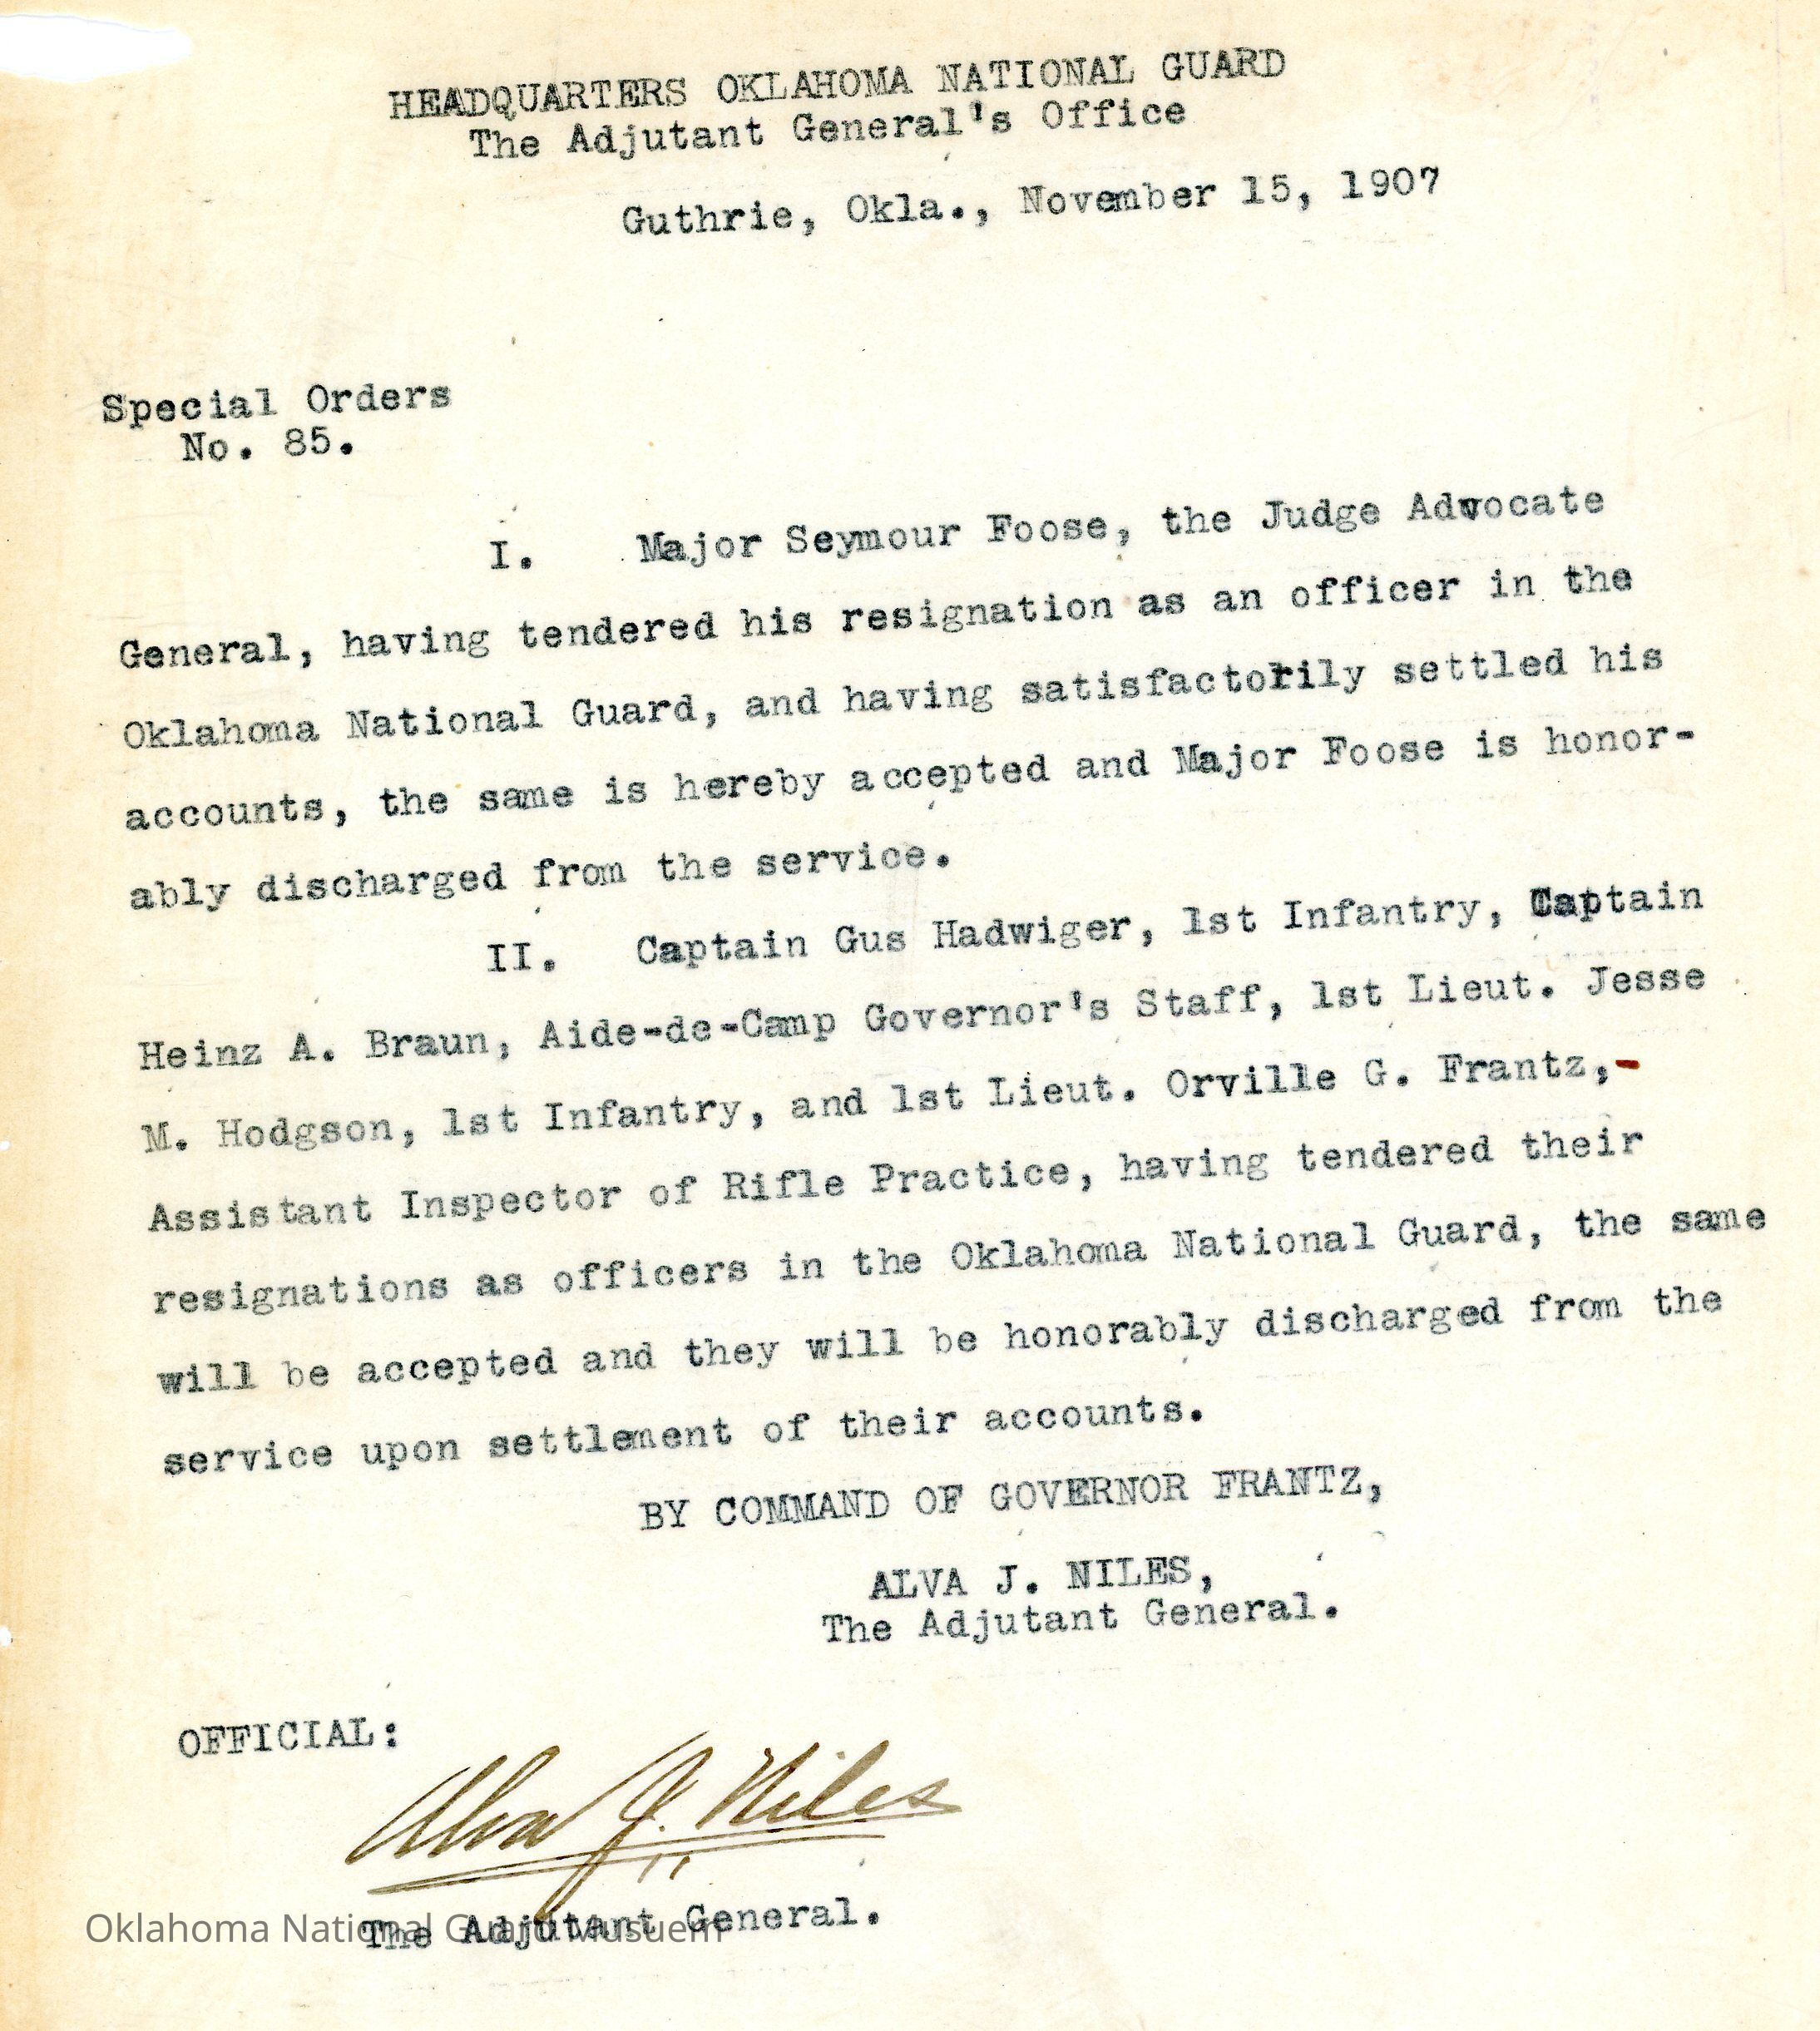 HEADQUARTERS OKLAHOMA NATIONAL GUARD
The Adjutant General's Office
Guthrie, Okla., November 15, 1907
Special Orders
No. 85.
I. Major Seymour Foose, the Judge Advocate
General, having tendered his resignation as an officer in the
Oklahoma National Guard, and having satisfactorily settled his
accounts, the same is hereby accepted and Major Foose is honor-
ably discharged from the service.
II. Captain Gus Hadwiger, 1st Infantry, Captain
Heinz A. Braun, Aide-de-Camp Governor's Staff, 1st Lieut. Jesse
M. Hodgson, 1st Infantry, and 1st Lieut. Orville G. Frantz,-
Assistant Inspector of Rifle Practice, having tendered their
resignations as officers in the Oklahoma National Guard, the same
will be accepted and they will be honorably discharged from the
service upon settlement of their accounts.
BY COMMAND OF GOVERNOR FRANTZ,
ALVA J. NILES,
The Adjutant General.
OFFICIAL:
Alva J. Niles
The Adjutant General.
Oklahoma National Guard Musuem